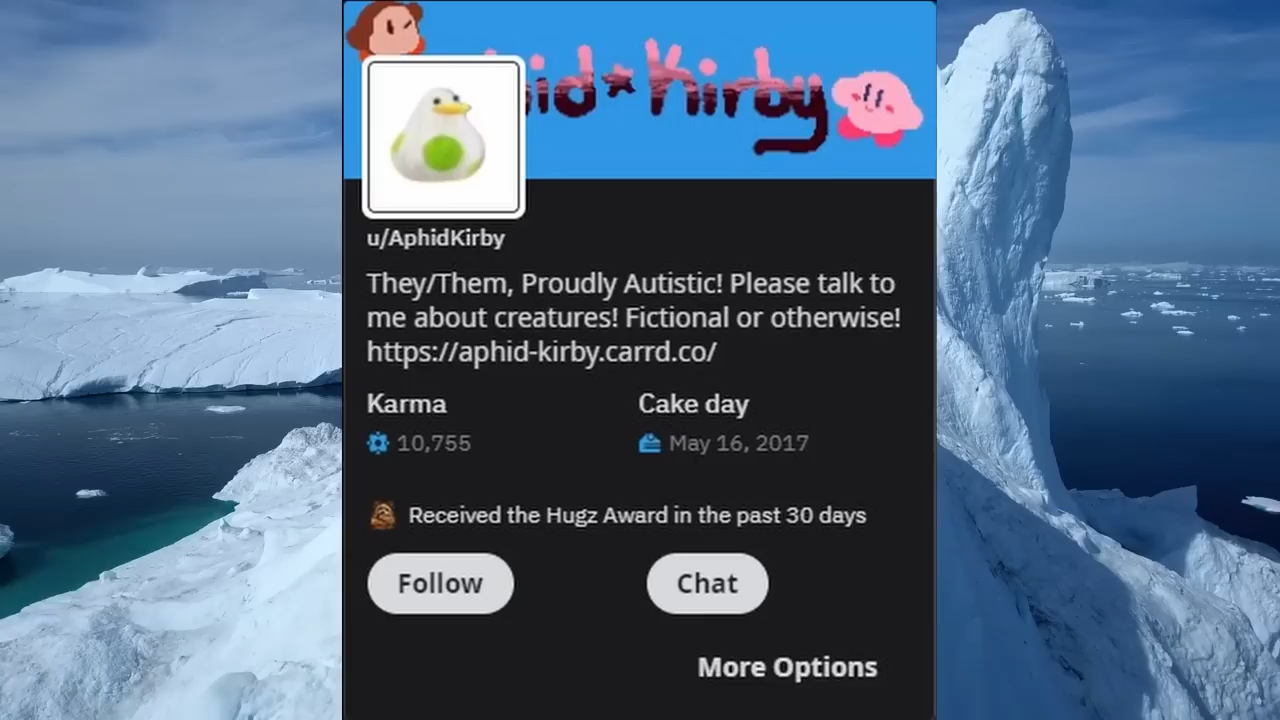 id★Kirby
u/AphidKirby
They/Them, Proudly Autistic! Please talk to
me about creatures! Fictional or otherwise!
https://aphid-kirby.carrd.co/
Karma
Cake day
10,755
May 16, 2017
Received the Hugz Award in the past 30 days
Follow
Chat
More Options